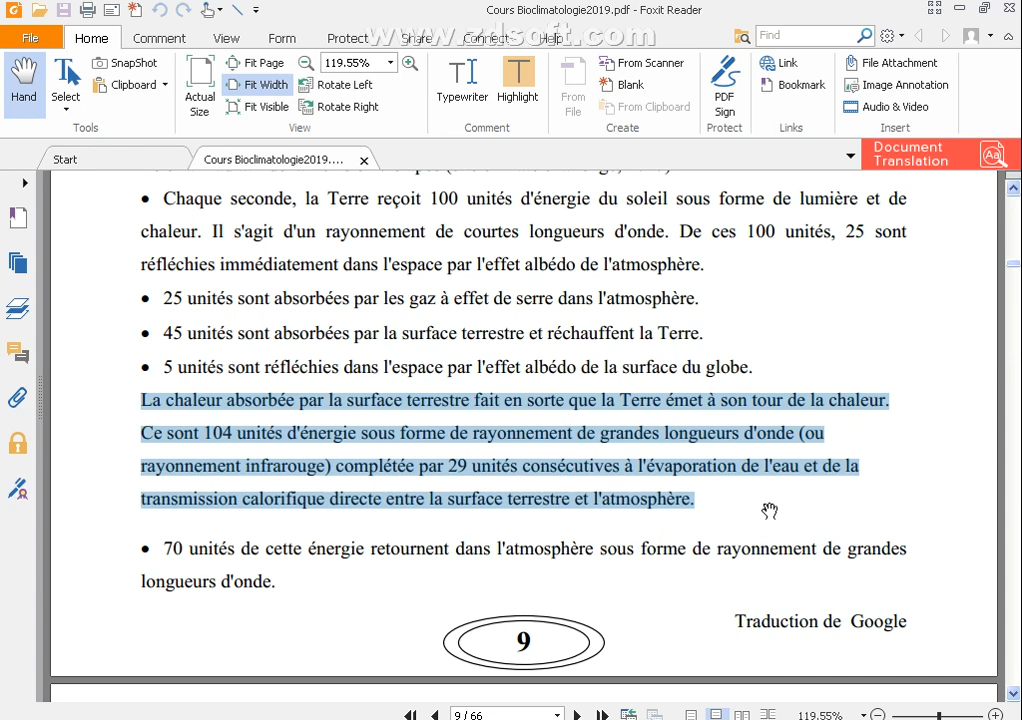 Cours Bioclimatologie2019.pdf - Foxit Reader
File Home Comment View Form Protect Share Connect Help Find
www.zdsoft.com
Hand Select SnapShot Clipboard Tools
Actual Size Fit Page Fit Width Fit Visible 119.55% Rotate Left Rotate Right View
Typewriter Highlight Comment
From File From Scanner Blank From Clipboard Create
PDF Sign Protect
Link Bookmark Links
File Attachment Image Annotation Audio & Video Insert
Start Cours Bioclimatologie2019.... Document Translation
• Chaque seconde, la Terre reçoit 100 unités d'énergie du soleil sous forme de lumière et de
chaleur. Il s'agit d'un rayonnement de courtes longueurs d'onde. De ces 100 unités, 25 sont
réfléchies immédiatement dans l'espace par l'effet albédo de l'atmosphère.
• 25 unités sont absorbées par les gaz à effet de serre dans l'atmosphère.
• 45 unités sont absorbées par la surface terrestre et réchauffent la Terre.
• 5 unités sont réfléchies dans l'espace par l'effet albédo de la surface du globe.
La chaleur absorbée par la surface terrestre fait en sorte que la Terre émet à son tour de la chaleur.
Ce sont 104 unités d'énergie sous forme de rayonnement de grandes longueurs d'onde (ou
rayonnement infrarouge) complétée par 29 unités consécutives à l'évaporation de l'eau et de la
transmission calorifique directe entre la surface terrestre et l'atmosphère.
• 70 unités de cette énergie retournent dans l'atmosphère sous forme de rayonnement de grandes
longueurs d'onde.
Traduction de Google
9
9 / 66 119.55%